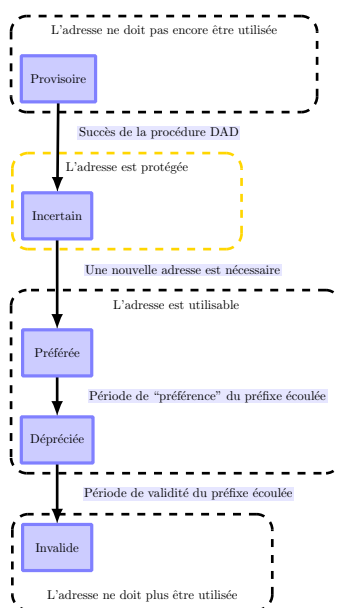 L'adresse ne doit pas encore être utilisée
Provisoire
Succès de la procédure DAD
L'adresse est protégée
Incertain
Une nouvelle adresse est nécessaire
L'adresse est utilisable
Préférée
Période de “préférence” du préfixe écoulée
Dépréciée
Période de validité du préfixe écoulée
Invalide
L'adresse ne doit plus être utilisée